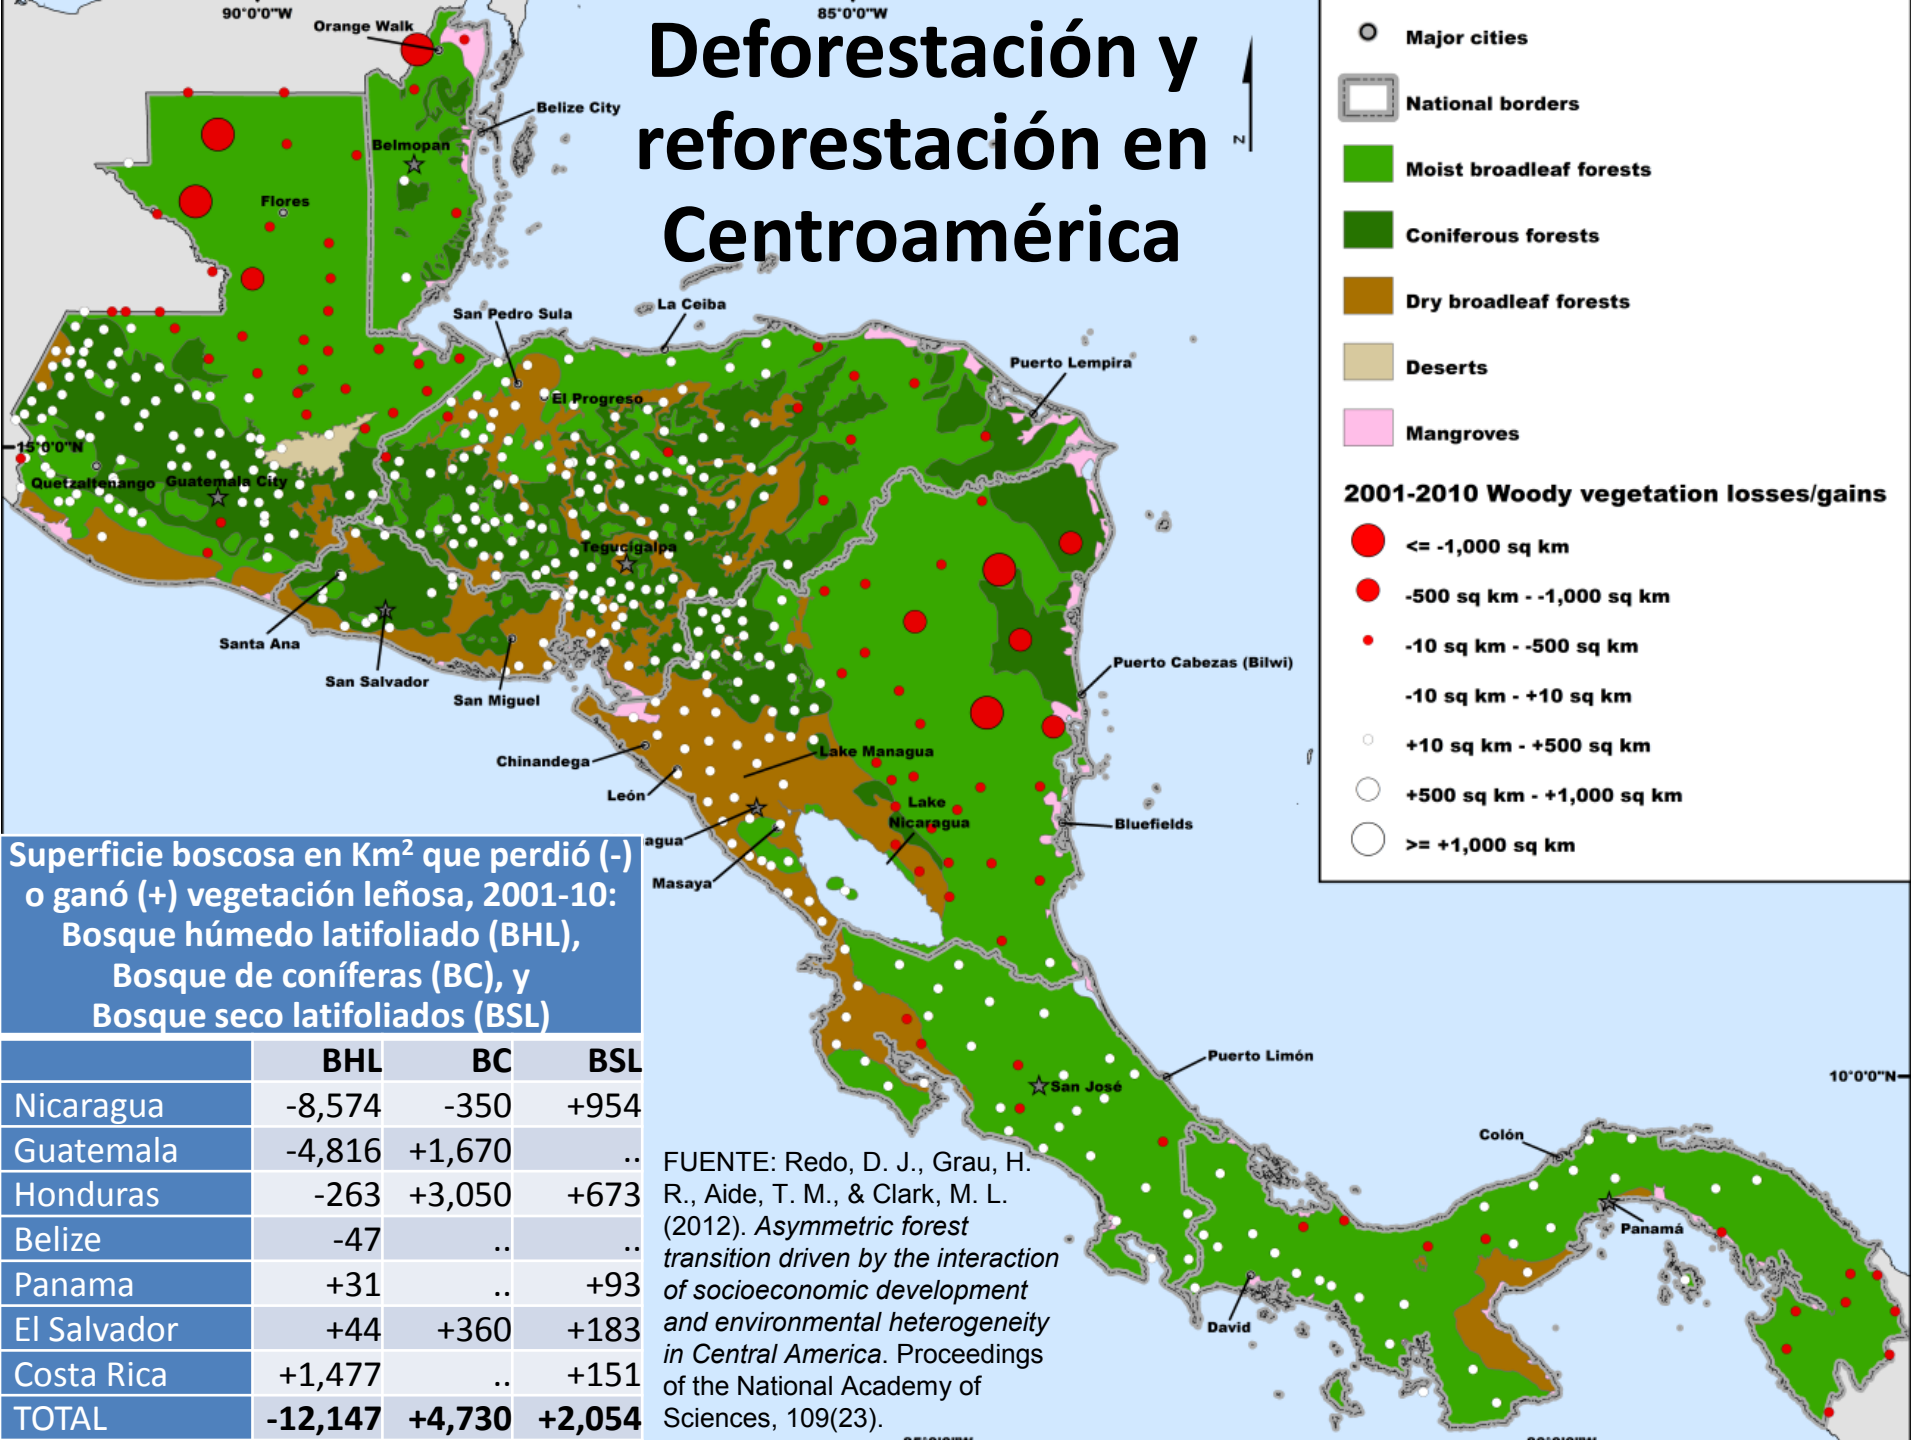 90°0'0"W
85°0'0"W
Deforestación y
reforestación en
Centroamérica
N
Orange Walk
Belize City
Belmopan
Flores
San Pedro Sula
La Ceiba
Puerto Lempira
El Progreso
15°0'0"N
Quetzaltenango
Guatemala City
Tegucigalpa
Santa Ana
San Salvador
San Miguel
Puerto Cabezas (Bilwi)
Chinandega
Lake Managua
León
Lake
Nicaragua
agua
Bluefields
Masaya
Puerto Limón
San José
10°0'0"N
Colón
Panamá
David
Major cities
National borders
Moist broadleaf forests
Coniferous forests
Dry broadleaf forests
Deserts
Mangroves
2001-2010 Woody vegetation losses/gains
<= -1,000 sq km
-500 sq km - -1,000 sq km
-10 sq km - -500 sq km
-10 sq km - +10 sq km
+10 sq km - +500 sq km
+500 sq km - +1,000 sq km
>= +1,000 sq km
Superficie boscosa en Km² que perdió (-)
o ganó (+) vegetación leñosa, 2001-10:
Bosque húmedo latifoliado (BHL),
Bosque de coníferas (BC), y
Bosque seco latifoliados (BSL)
BHL BC BSL
Nicaragua -8,574 -350 +954
Guatemala -4,816 +1,670 ..
Honduras -263 +3,050 +673
Belize -47 .. ..
Panama +31 .. +93
El Salvador +44 +360 +183
Costa Rica +1,477 .. +151
TOTAL -12,147 +4,730 +2,054
FUENTE: Redo, D. J., Grau, H.
R., Aide, T. M., & Clark, M. L.
(2012). Asymmetric forest
transition driven by the interaction
of socioeconomic development
and environmental heterogeneity
in Central America. Proceedings
of the National Academy of
Sciences, 109(23).